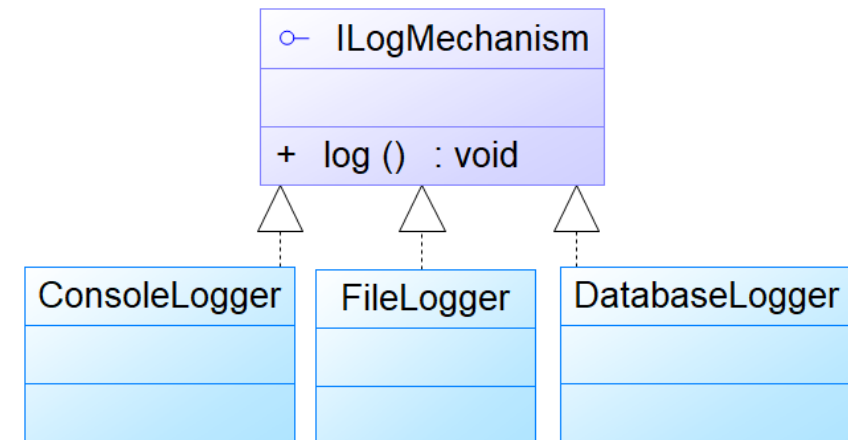 ILogMechanism
+ log () : void
ConsoleLogger
FileLogger
DatabaseLogger